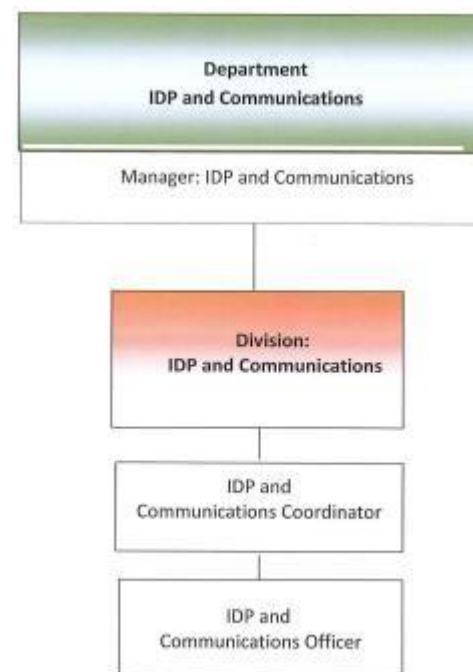 Department
IDP and Communications
Manager: IDP and Communications
Division:
IDP and Communications
IDP and
Communications Coordinator
IDP and
Communications Officer